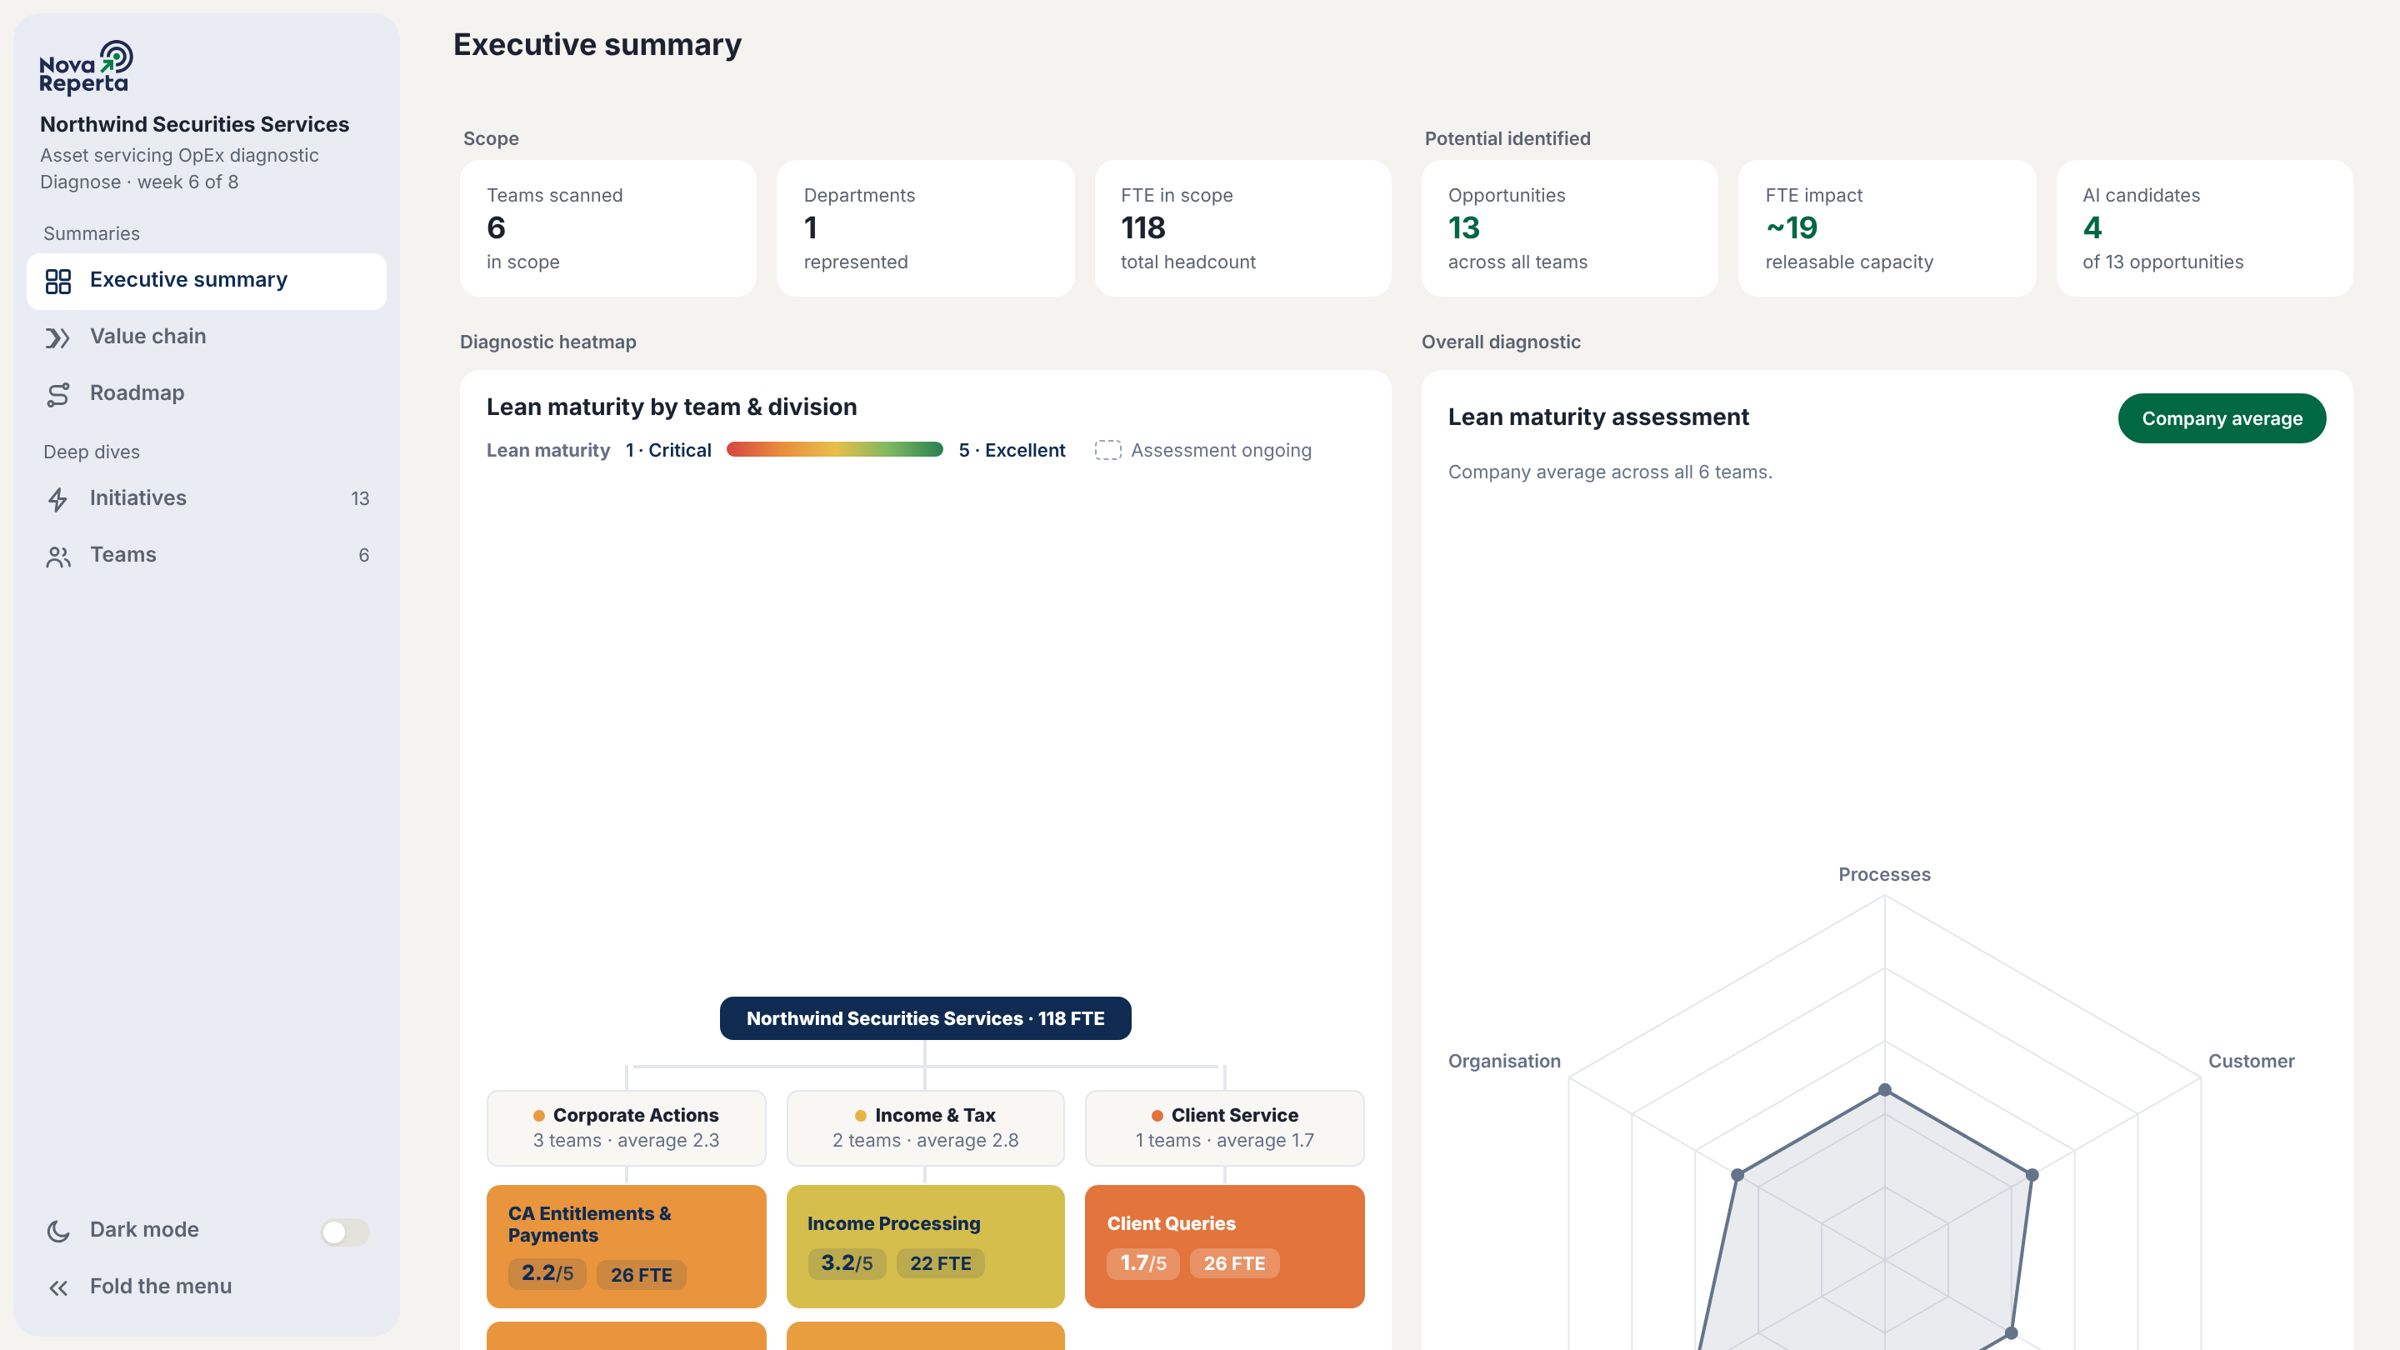 Nova
Reperta
Northwind Securities Services
Asset servicing OpEx diagnostic
Diagnose · week 6 of 8
Summaries
Executive summary
Value chain
Roadmap
Deep dives
Initiatives 13
Teams 6
Dark mode
Fold the menu
Executive summary
Scope
Teams scanned
6
in scope
Departments
1
represented
FTE in scope
118
total headcount
Potential identified
Opportunities
13
across all teams
FTE impact
~19
releasable capacity
AI candidates
4
of 13 opportunities
Diagnostic heatmap
Lean maturity by team & division
Lean maturity 1 · Critical 5 · Excellent Assessment ongoing
Northwind Securities Services · 118 FTE
Corporate Actions
3 teams · average 2.3
Income & Tax
2 teams · average 2.8
Client Service
1 teams · average 1.7
CA Entitlements &
Payments
2.2/5 26 FTE
Income Processing
3.2/5 22 FTE
Client Queries
1.7/5 26 FTE
Overall diagnostic
Lean maturity assessment
Company average
Company average across all 6 teams.
Processes
Organisation
Customer